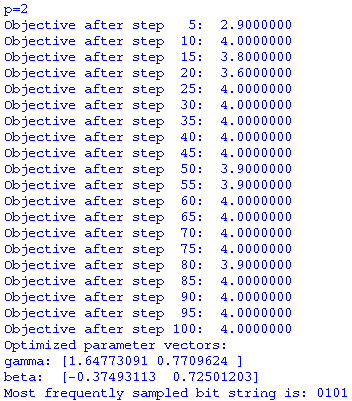 p=2
Objective after step     5:  2.9000000
Objective after step    10:  4.0000000
Objective after step    15:  3.8000000
Objective after step    20:  3.6000000
Objective after step    25:  4.0000000
Objective after step    30:  4.0000000
Objective after step    35:  4.0000000
Objective after step    40:  4.0000000
Objective after step    45:  4.0000000
Objective after step    50:  3.9000000
Objective after step    55:  3.9000000
Objective after step    60:  4.0000000
Objective after step    65:  4.0000000
Objective after step    70:  4.0000000
Objective after step    75:  4.0000000
Objective after step    80:  3.9000000
Objective after step    85:  4.0000000
Objective after step    90:  4.0000000
Objective after step    95:  4.0000000
Objective after step   100:  4.0000000
Optimized parameter vectors:
gamma:  [1.64773091 0.7709624 ]
beta:  [-0.37493113  0.72501203]
Most frequently sampled bit string is: 0101